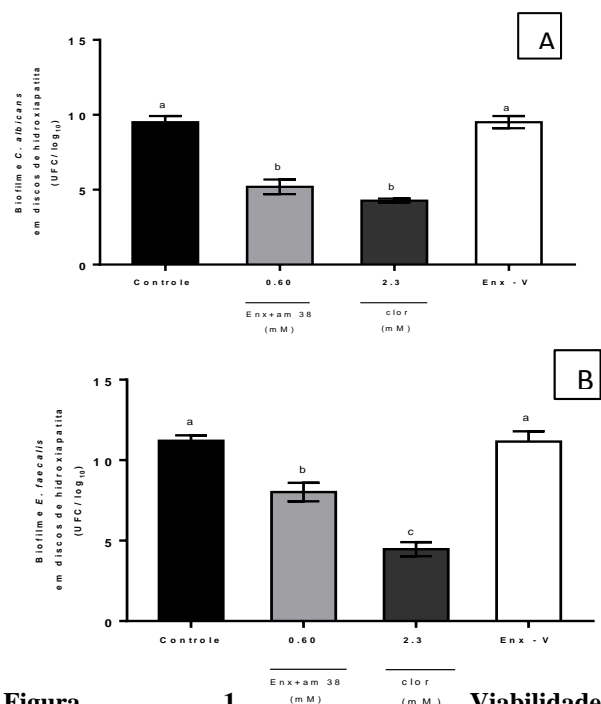 A
15
10
5
0
Biofilme C. albicans
em discos de hidroxiapatita
(UFC/log10)
a
b
b
a
Controle
0.60
2.3
Enx - V
Enx+am 38
(mM)
clor
(mM)
B
15
10
5
0
Biofilme E. faecalis
em discos de hidroxiapatita
(UFC/log10)
a
b
c
a
Controle
0.60
2.3
Enx - V
Enx+am 38
(mM)
clor
(mM)
Figura 1 Viabilidade